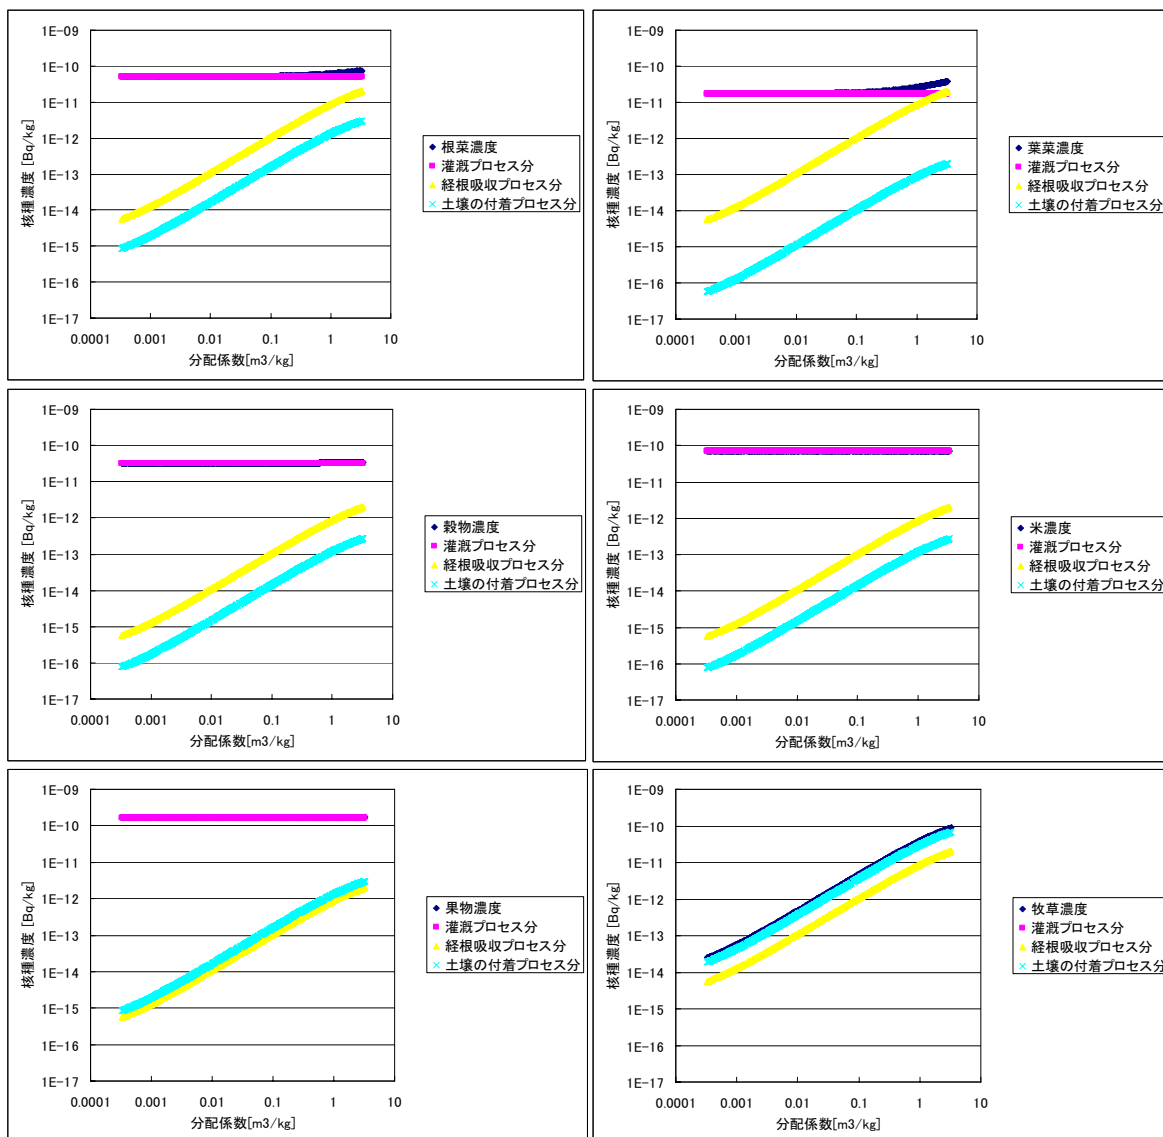 1E-09
1E-10
1E-11
1E-12
1E-13
1E-14
1E-15
1E-16
1E-17
0.0001 0.001 0.01 0.1 1 10
分配係数[m3/kg]
核種濃度 [Bq/kg]
根菜濃度
灌漑プロセス分
経根吸収プロセス分
土壌の付着プロセス分
1E-09
1E-10
1E-11
1E-12
1E-13
1E-14
1E-15
1E-16
1E-17
0.0001 0.001 0.01 0.1 1 10
分配係数[m3/kg]
核種濃度 [Bq/kg]
葉菜濃度
灌漑プロセス分
経根吸収プロセス分
土壌の付着プロセス分
1E-09
1E-10
1E-11
1E-12
1E-13
1E-14
1E-15
1E-16
1E-17
0.0001 0.001 0.01 0.1 1 10
分配係数[m3/kg]
核種濃度 [Bq/kg]
穀物濃度
灌漑プロセス分
経根吸収プロセス分
土壌の付着プロセス分
1E-09
1E-10
1E-11
1E-12
1E-13
1E-14
1E-15
1E-16
1E-17
0.0001 0.001 0.01 0.1 1 10
分配係数[m3/kg]
核種濃度 [Bq/kg]
米濃度
灌漑プロセス分
経根吸収プロセス分
土壌の付着プロセス分
1E-09
1E-10
1E-11
1E-12
1E-13
1E-14
1E-15
1E-16
1E-17
0.0001 0.001 0.01 0.1 1 10
分配係数[m3/kg]
核種濃度 [Bq/kg]
果物濃度
灌漑プロセス分
経根吸収プロセス分
土壌の付着プロセス分
1E-09
1E-10
1E-11
1E-12
1E-13
1E-14
1E-15
1E-16
1E-17
0.0001 0.001 0.01 0.1 1 10
分配係数[m3/kg]
核種濃度 [Bq/kg]
牧草濃度
灌漑プロセス分
経根吸収プロセス分
土壌の付着プロセス分